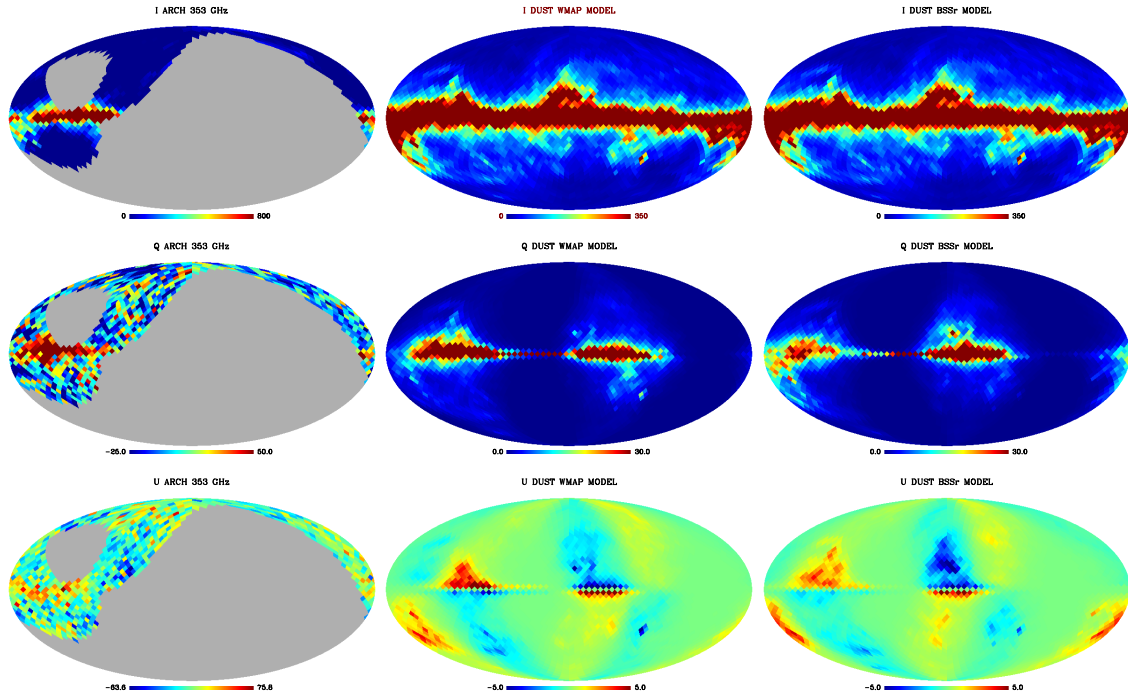 I ARCH 353 GHz
I DUST WMAP MODEL
I DUST BSSr MODEL
0 800
0 350
0 350
Q ARCH 353 GHz
Q DUST WMAP MODEL
Q DUST BSSr MODEL
-25.0 50.0
0.0 30.0
0.0 30.0
U ARCH 353 GHz
U DUST WMAP MODEL
U DUST BSSr MODEL
-63.6 75.8
-5.0 5.0
-5.0 5.0